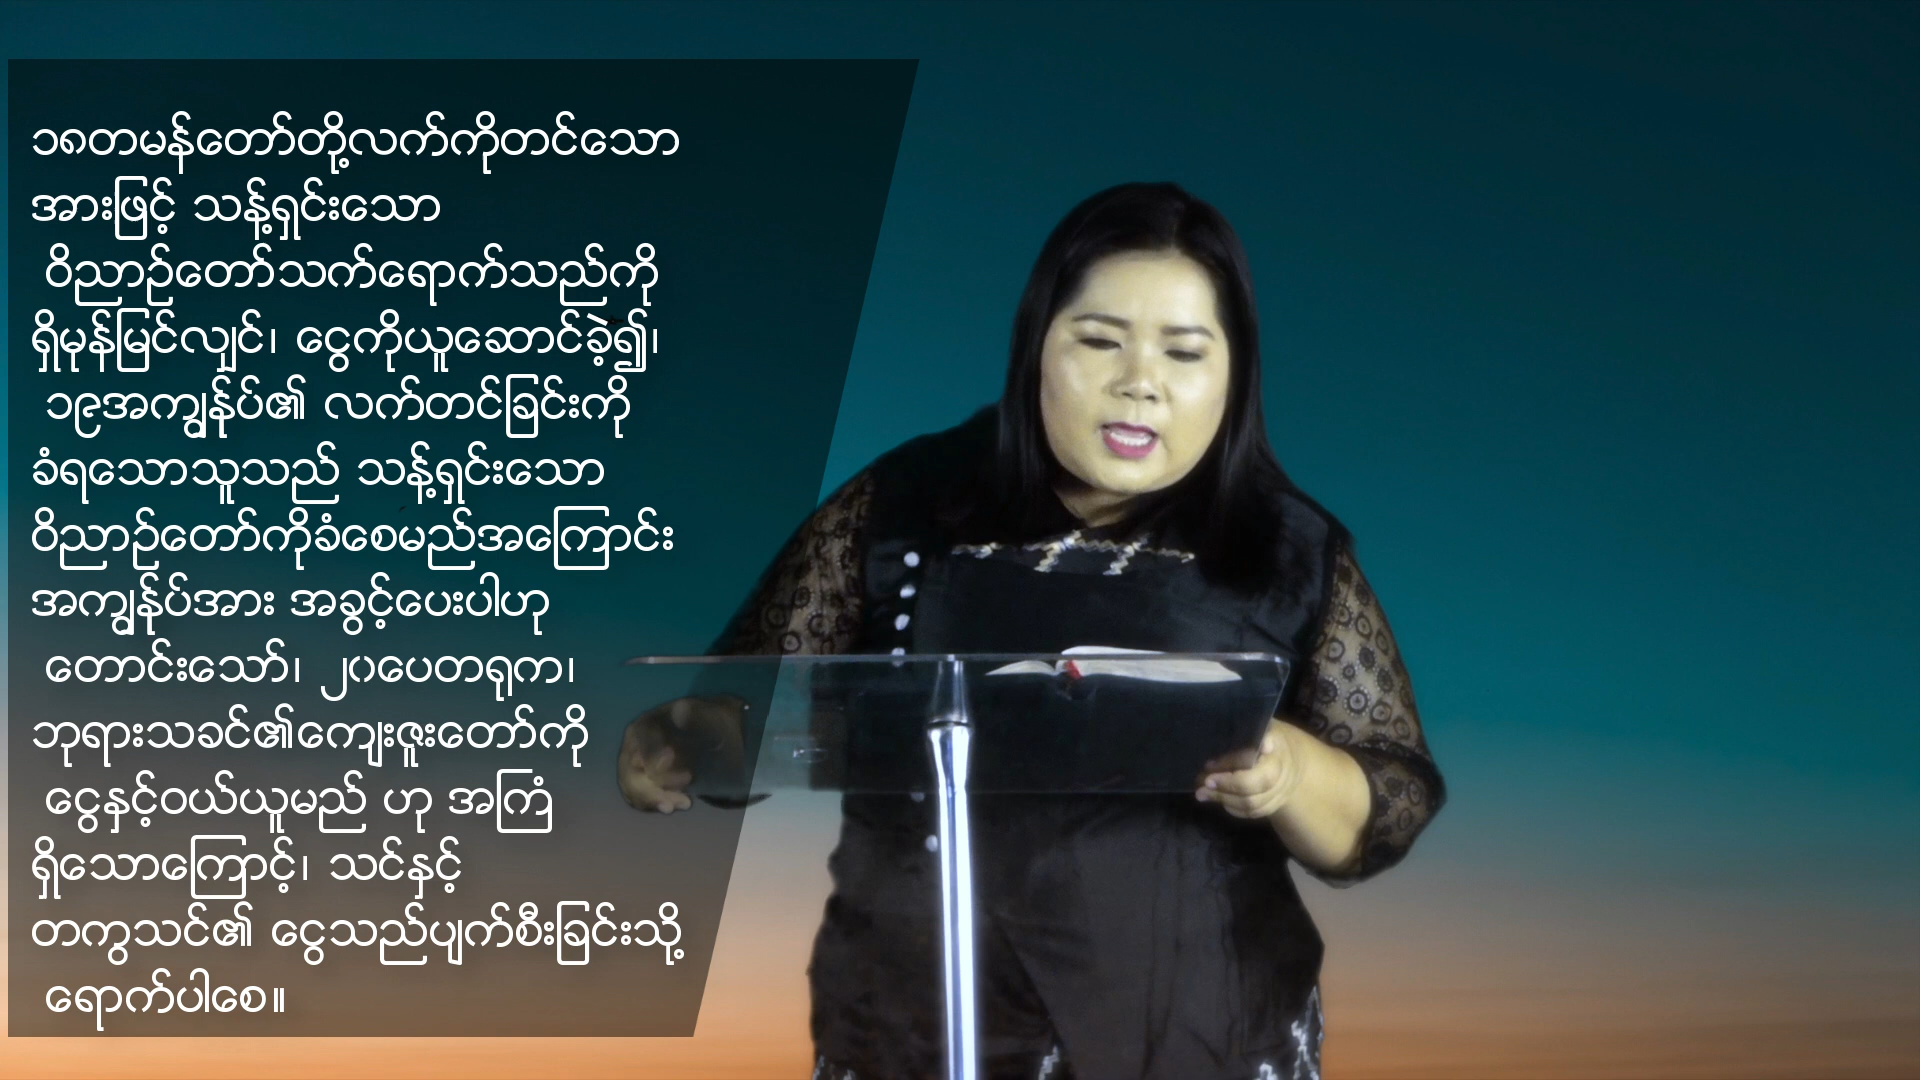 ၁၈တမန်တော်တို့လက်ကိုတင်သော
အားဖြင့် သန့်ရှင်းသော
ဝိညာဉ်တော်သက်ရောက်သည်ကို
ရှိမုန်မြင်လျှင်၊ ငွေကိုယူဆောင်ခဲ့၍၊
၁၉အကျွန်ုပ်၏ လက်တင်ခြင်းကို
ခံရသောသူသည် သန့်ရှင်းသော
ဝိညာဉ်တော်ကိုခံစေမည်အကြောင်း
အကျွန်ုပ်အား အခွင့်ပေးပါဟု
တောင်းသော်၊ ၂၀ပေတရုက၊
ဘုရားသခင်၏ကျေးဇူးတော်ကို
ငွေနှင့်ဝယ်ယူမည် ဟု အကြံ
ရှိသောကြောင့်၊ သင်နှင့်
တကွသင်၏ ငွေသည်ပျက်စီးခြင်းသို့
ရောက်ပါစေ။